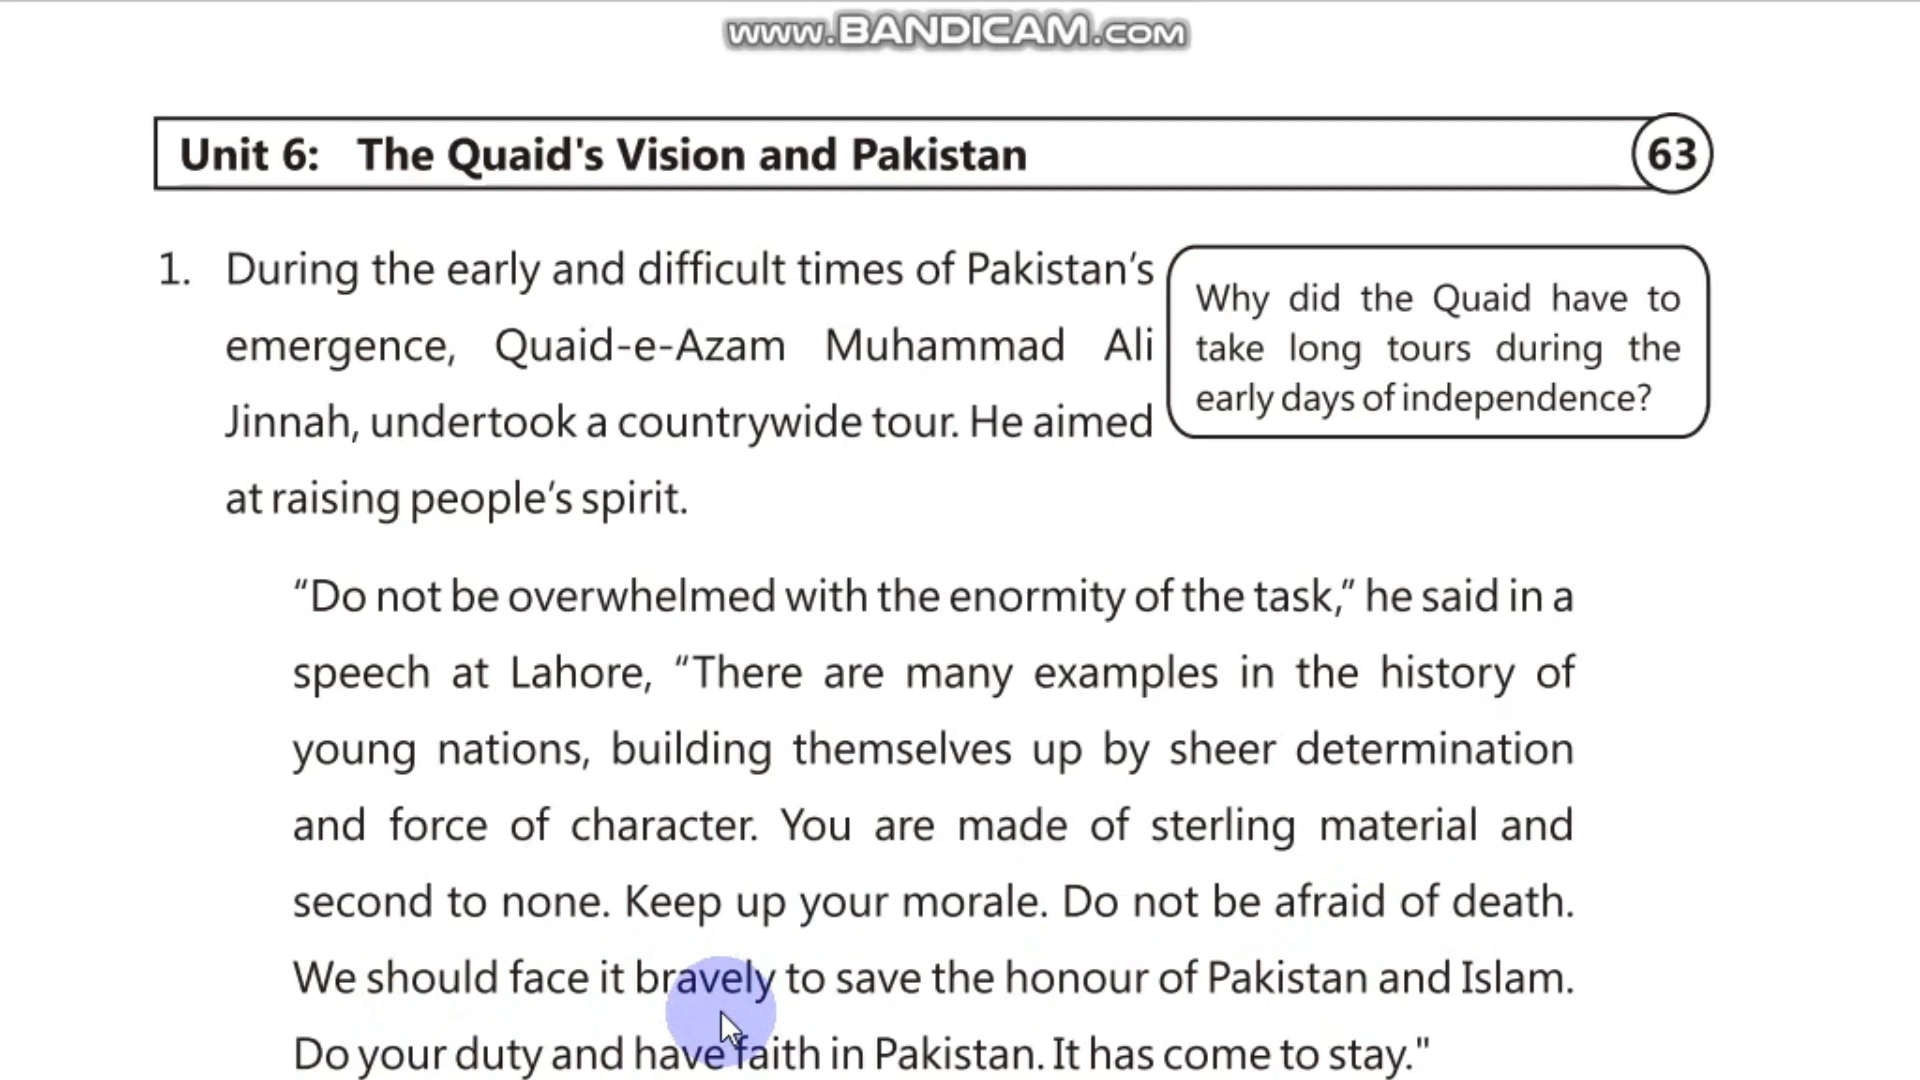 www.BANDICAM.COM
Unit 6: The Quaid's Vision and Pakistan
63
1. During the early and difficult times of Pakistan’s
emergence, Quaid-e-Azam Muhammad Ali
Jinnah, undertook a countrywide tour. He aimed
at raising people’s spirit.
Why did the Quaid have to
take long tours during the
early days of independence?
“Do not be overwhelmed with the enormity of the task,” he said in a
speech at Lahore, “There are many examples in the history of
young nations, building themselves up by sheer determination
and force of character. You are made of sterling material and
second to none. Keep up your morale. Do not be afraid of death.
We should face it bravely to save the honour of Pakistan and Islam.
Do your duty and have faith in Pakistan. It has come to stay."